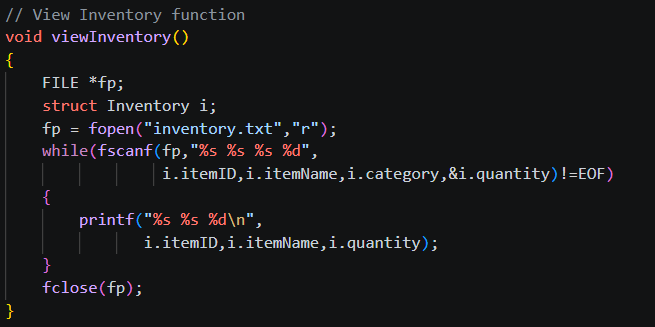 // View Inventory function
void viewInventory()
{
    FILE *fp;
    struct Inventory i;
    fp = fopen("inventory.txt","r");
    while(fscanf(fp,"%s %s %s %d",
                 i.itemID,i.itemName,i.category,&i.quantity)!=EOF)
    {
        printf("%s %s %d\n",
               i.itemID,i.itemName,i.quantity);
    }
    fclose(fp);
}